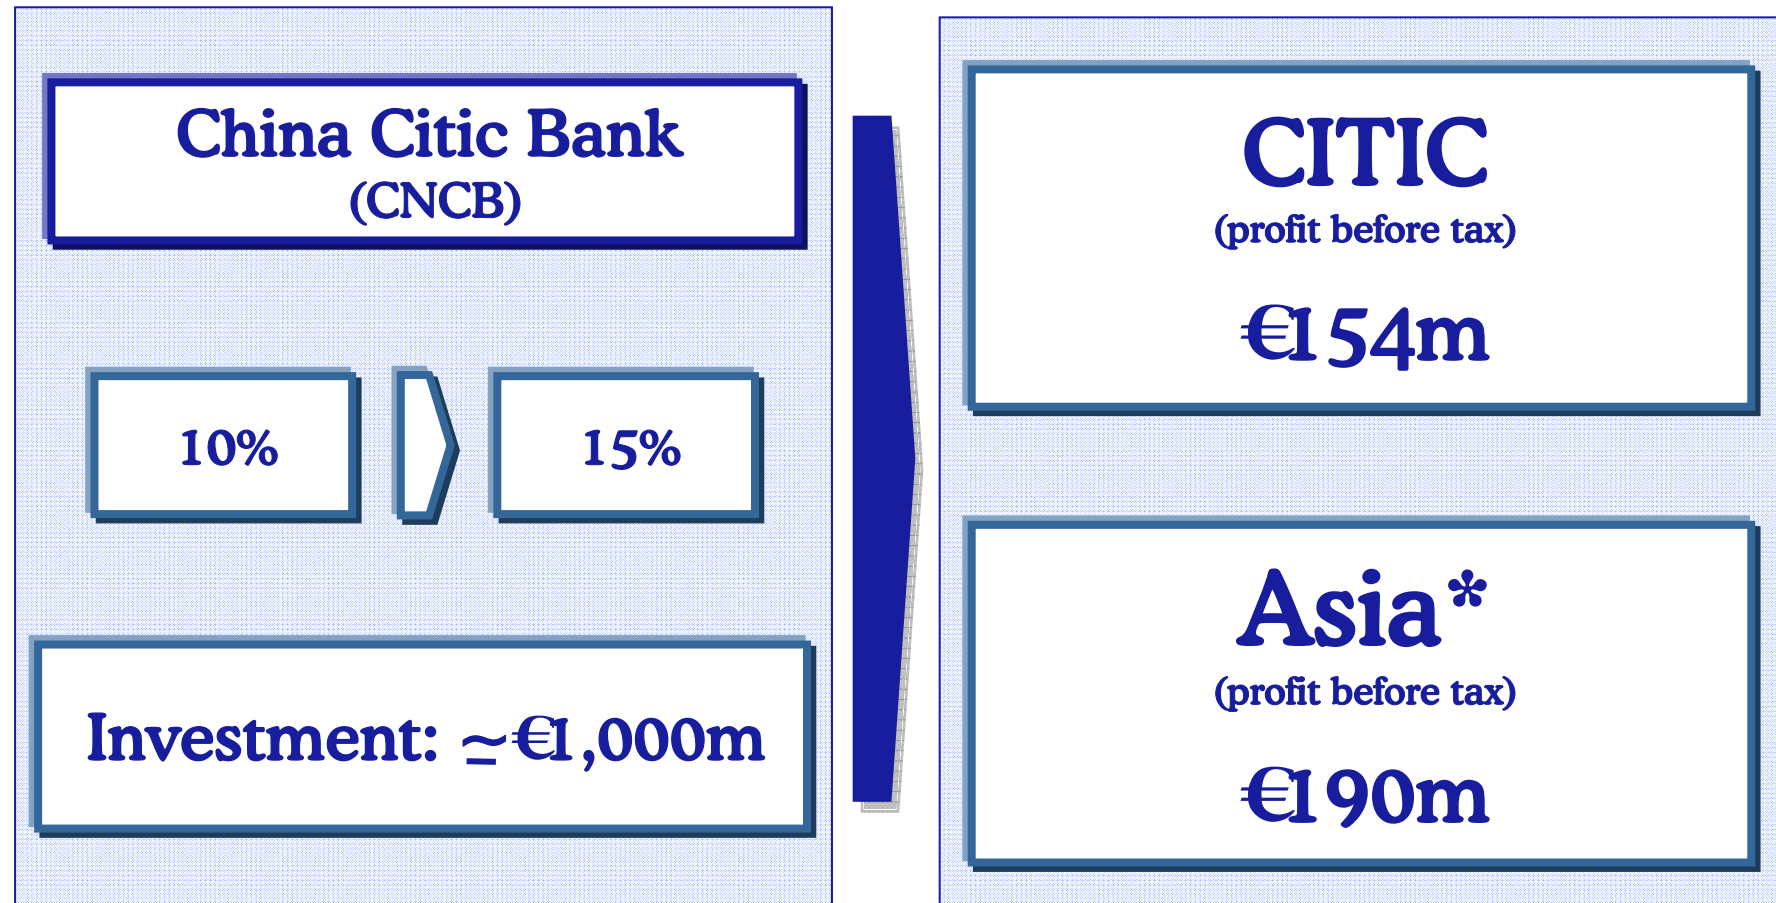 China Citic Bank
(CNCB)
10%
15%
Investment: ≃€1,000m
CITIC
(profit before tax)
€154m
Asia*
(profit before tax)
€190m